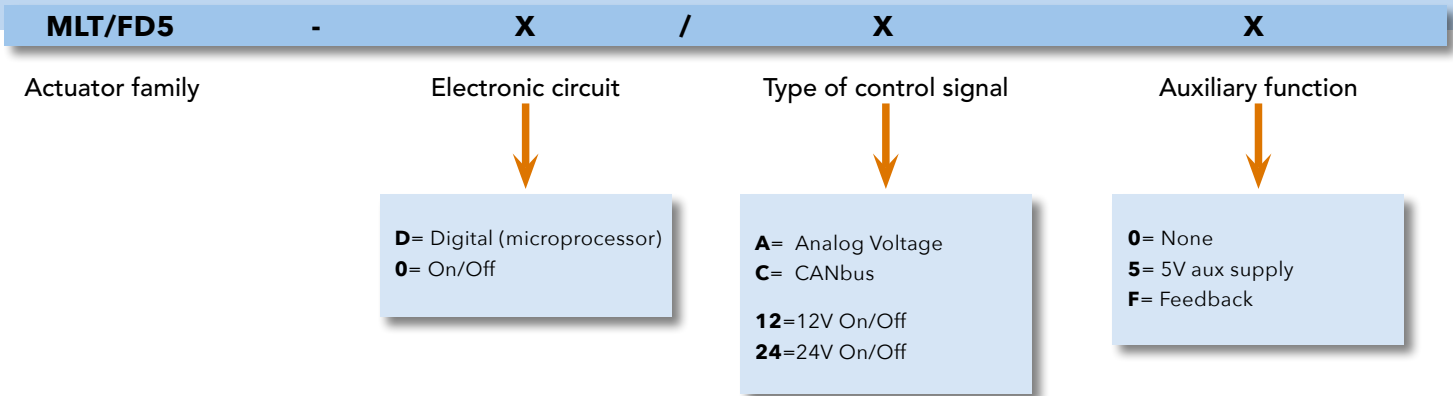 MLT/FD5 - X / X X
Actuator family Electronic circuit Type of control signal Auxiliary function
D= Digital (microprocessor)
0= On/Off
A= Analog Voltage
C= CANbus
12=12V On/Off
24=24V On/Off
0= None
5= 5V aux supply
F= Feedback